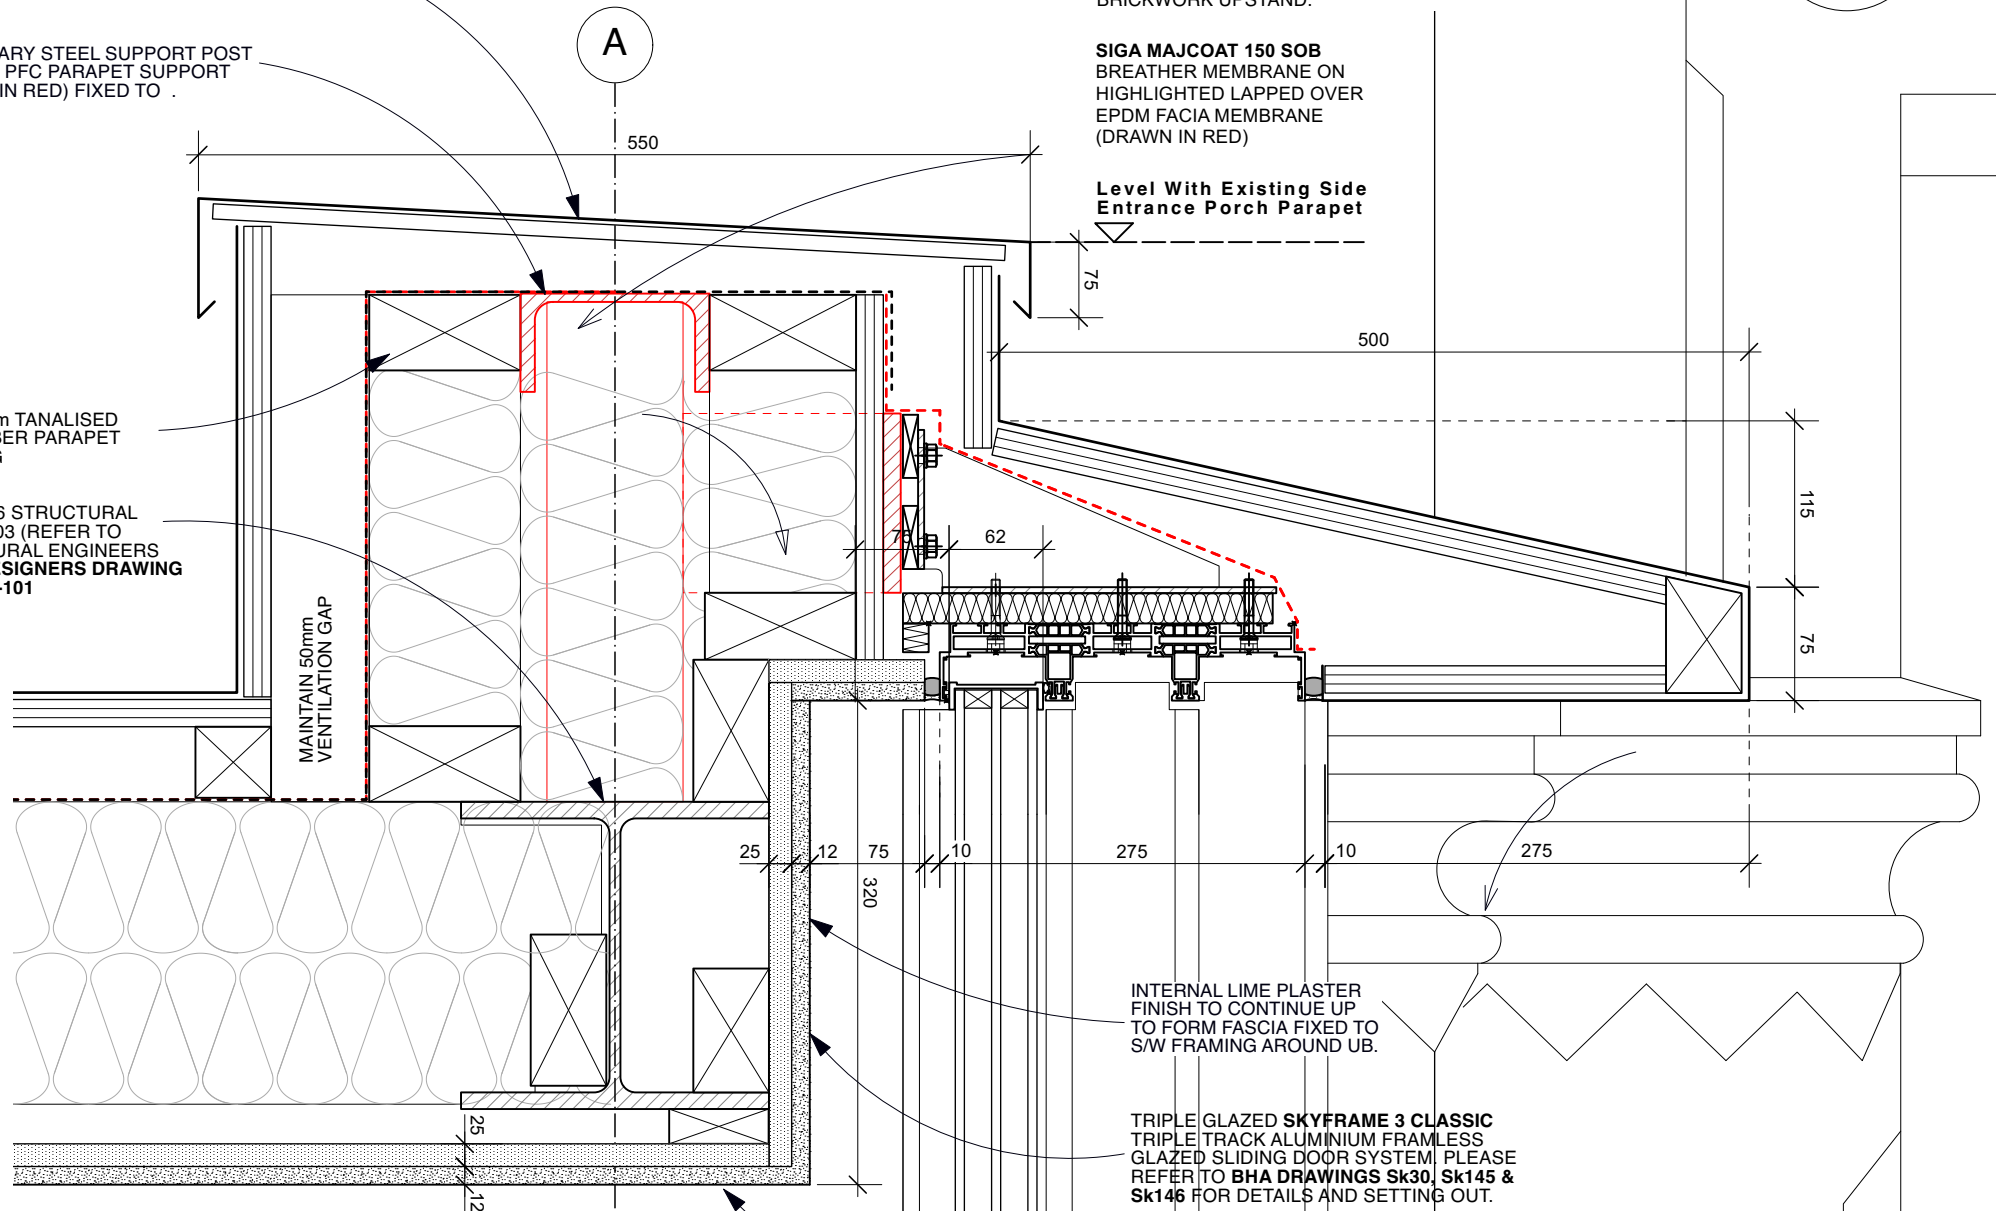 BRICKWORK UPSTAND.
A
ARY STEEL SUPPORT POST
PFC PARAPET SUPPORT
IN RED) FIXED TO .
SIGA MAJCOAT 150 SOB
BREATHER MEMBRANE ON
HIGHLIGHTED LAPPED OVER
EPDM FACIA MEMBRANE
(DRAWN IN RED)
550
Level With Existing Side
Entrance Porch Parapet
75
500
m TANALISED
BER PARAPET
G
6 STRUCTURAL
03 (REFER TO
URAL ENGINEERS
ESIGNERS DRAWING
-101
115
75
62
75
MAINTAIN 50mm
VENTILATION GAP
25
12
75
10
275
10
275
320
INTERNAL LIME PLASTER
FINISH TO CONTINUE UP
TO FORM FASCIA FIXED TO
S/W FRAMING AROUND UB.
25
12
TRIPLE GLAZED SKYFRAME 3 CLASSIC
TRIPLE TRACK ALUMINIUM FRAMLESS
GLAZED SLIDING DOOR SYSTEM. PLEASE
REFER TO BHA DRAWINGS Sk30, Sk145 &
Sk146 FOR DETAILS AND SETTING OUT.